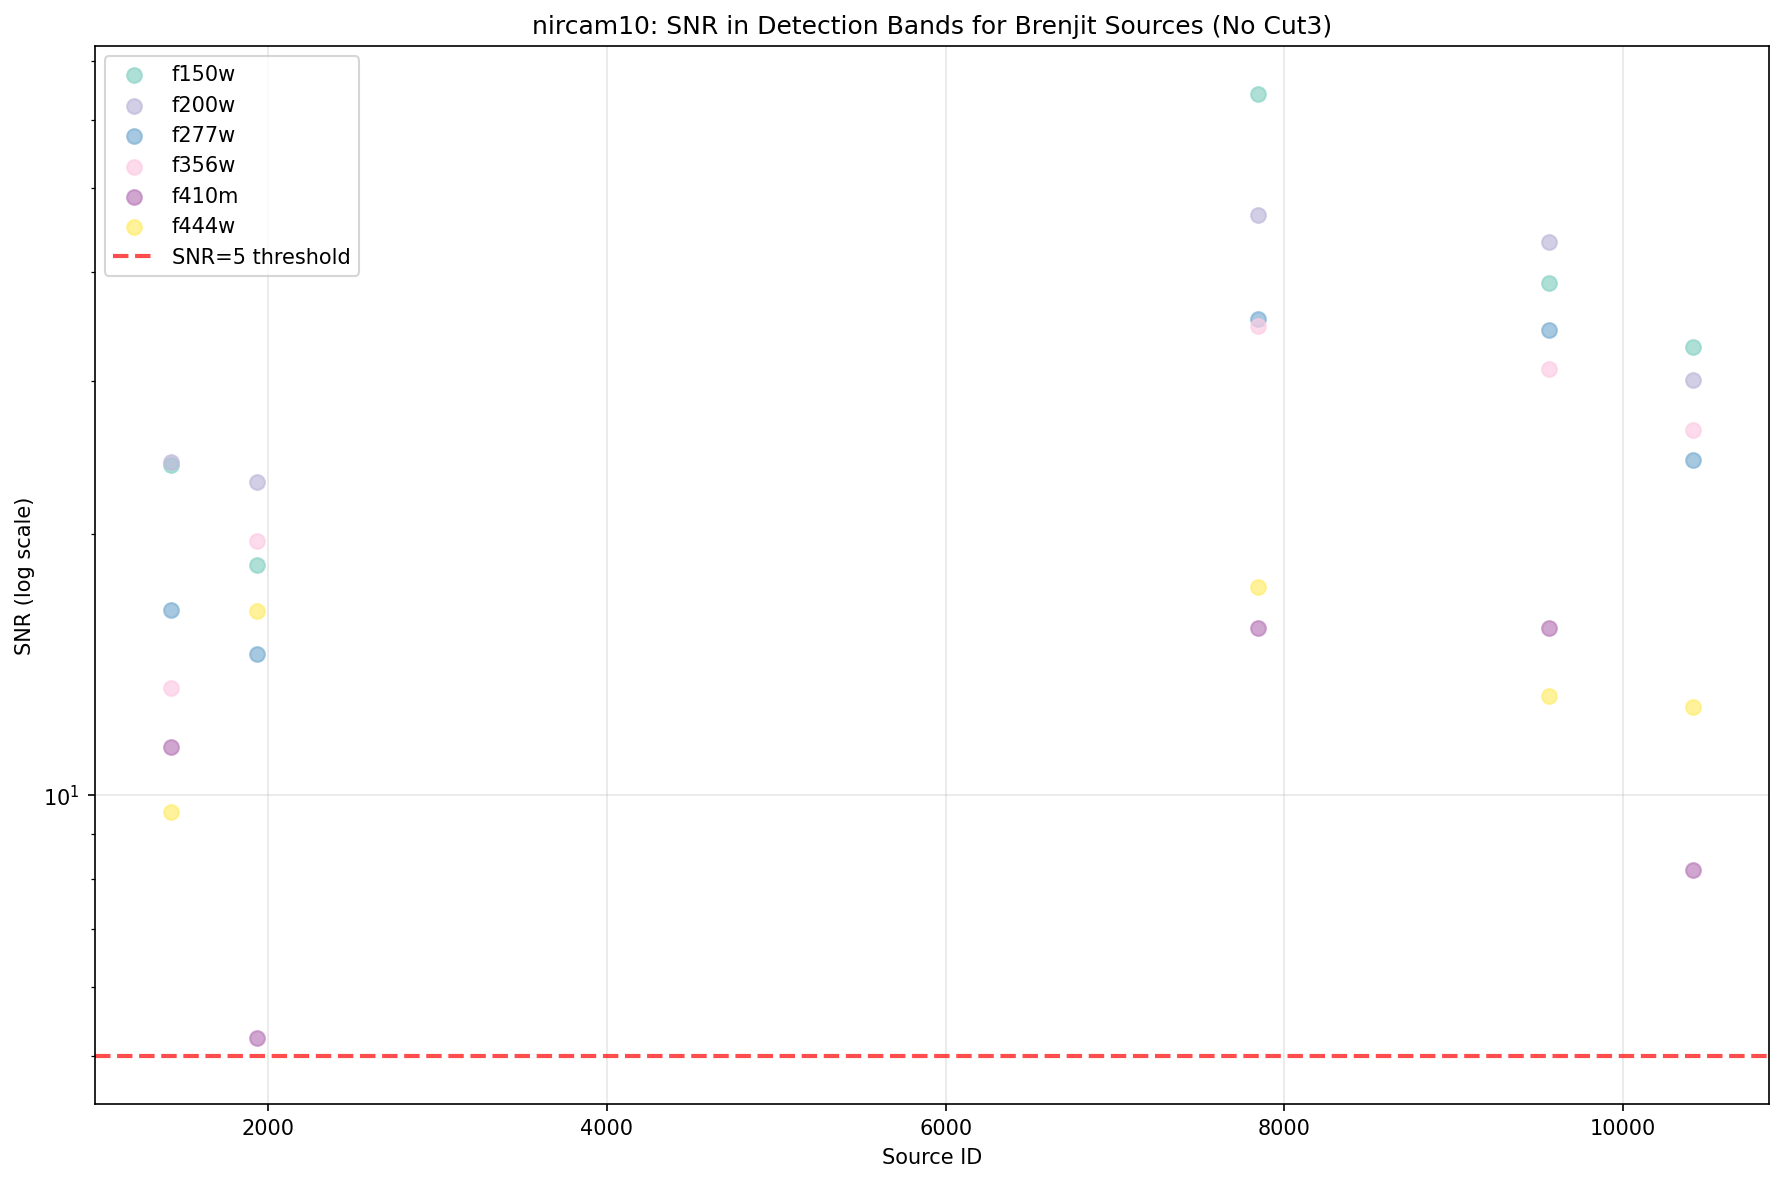 nircam10: SNR in Detection Bands for Brenjit Sources (No Cut3)
f150w
f200w
f277w
f356w
f410m
f444w
SNR=5 threshold
SNR (log scale)
10¹
2000
4000
6000
8000
10000
Source ID